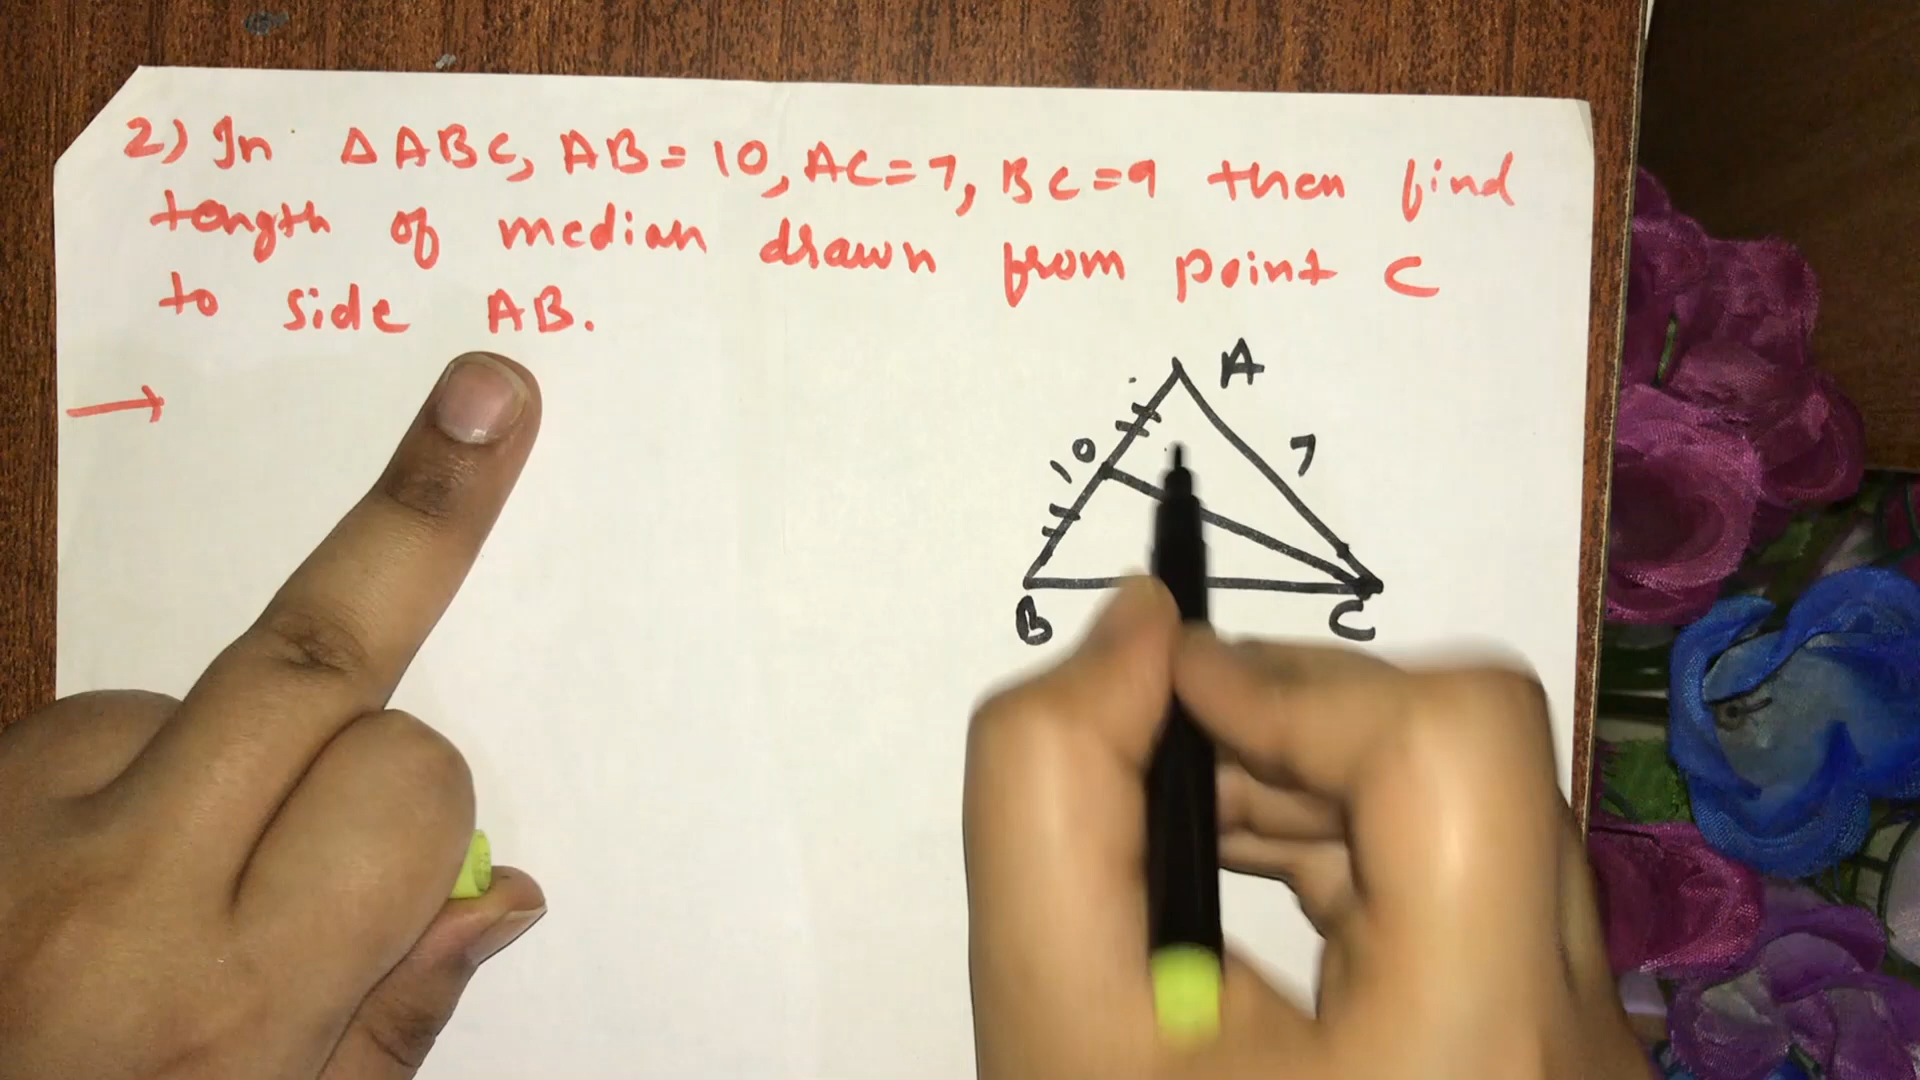 2) In △ABC, AB=10, AC=7, BC=9 then find
length of median drawn from point C
to side AB.
→
A
10
7
B
C